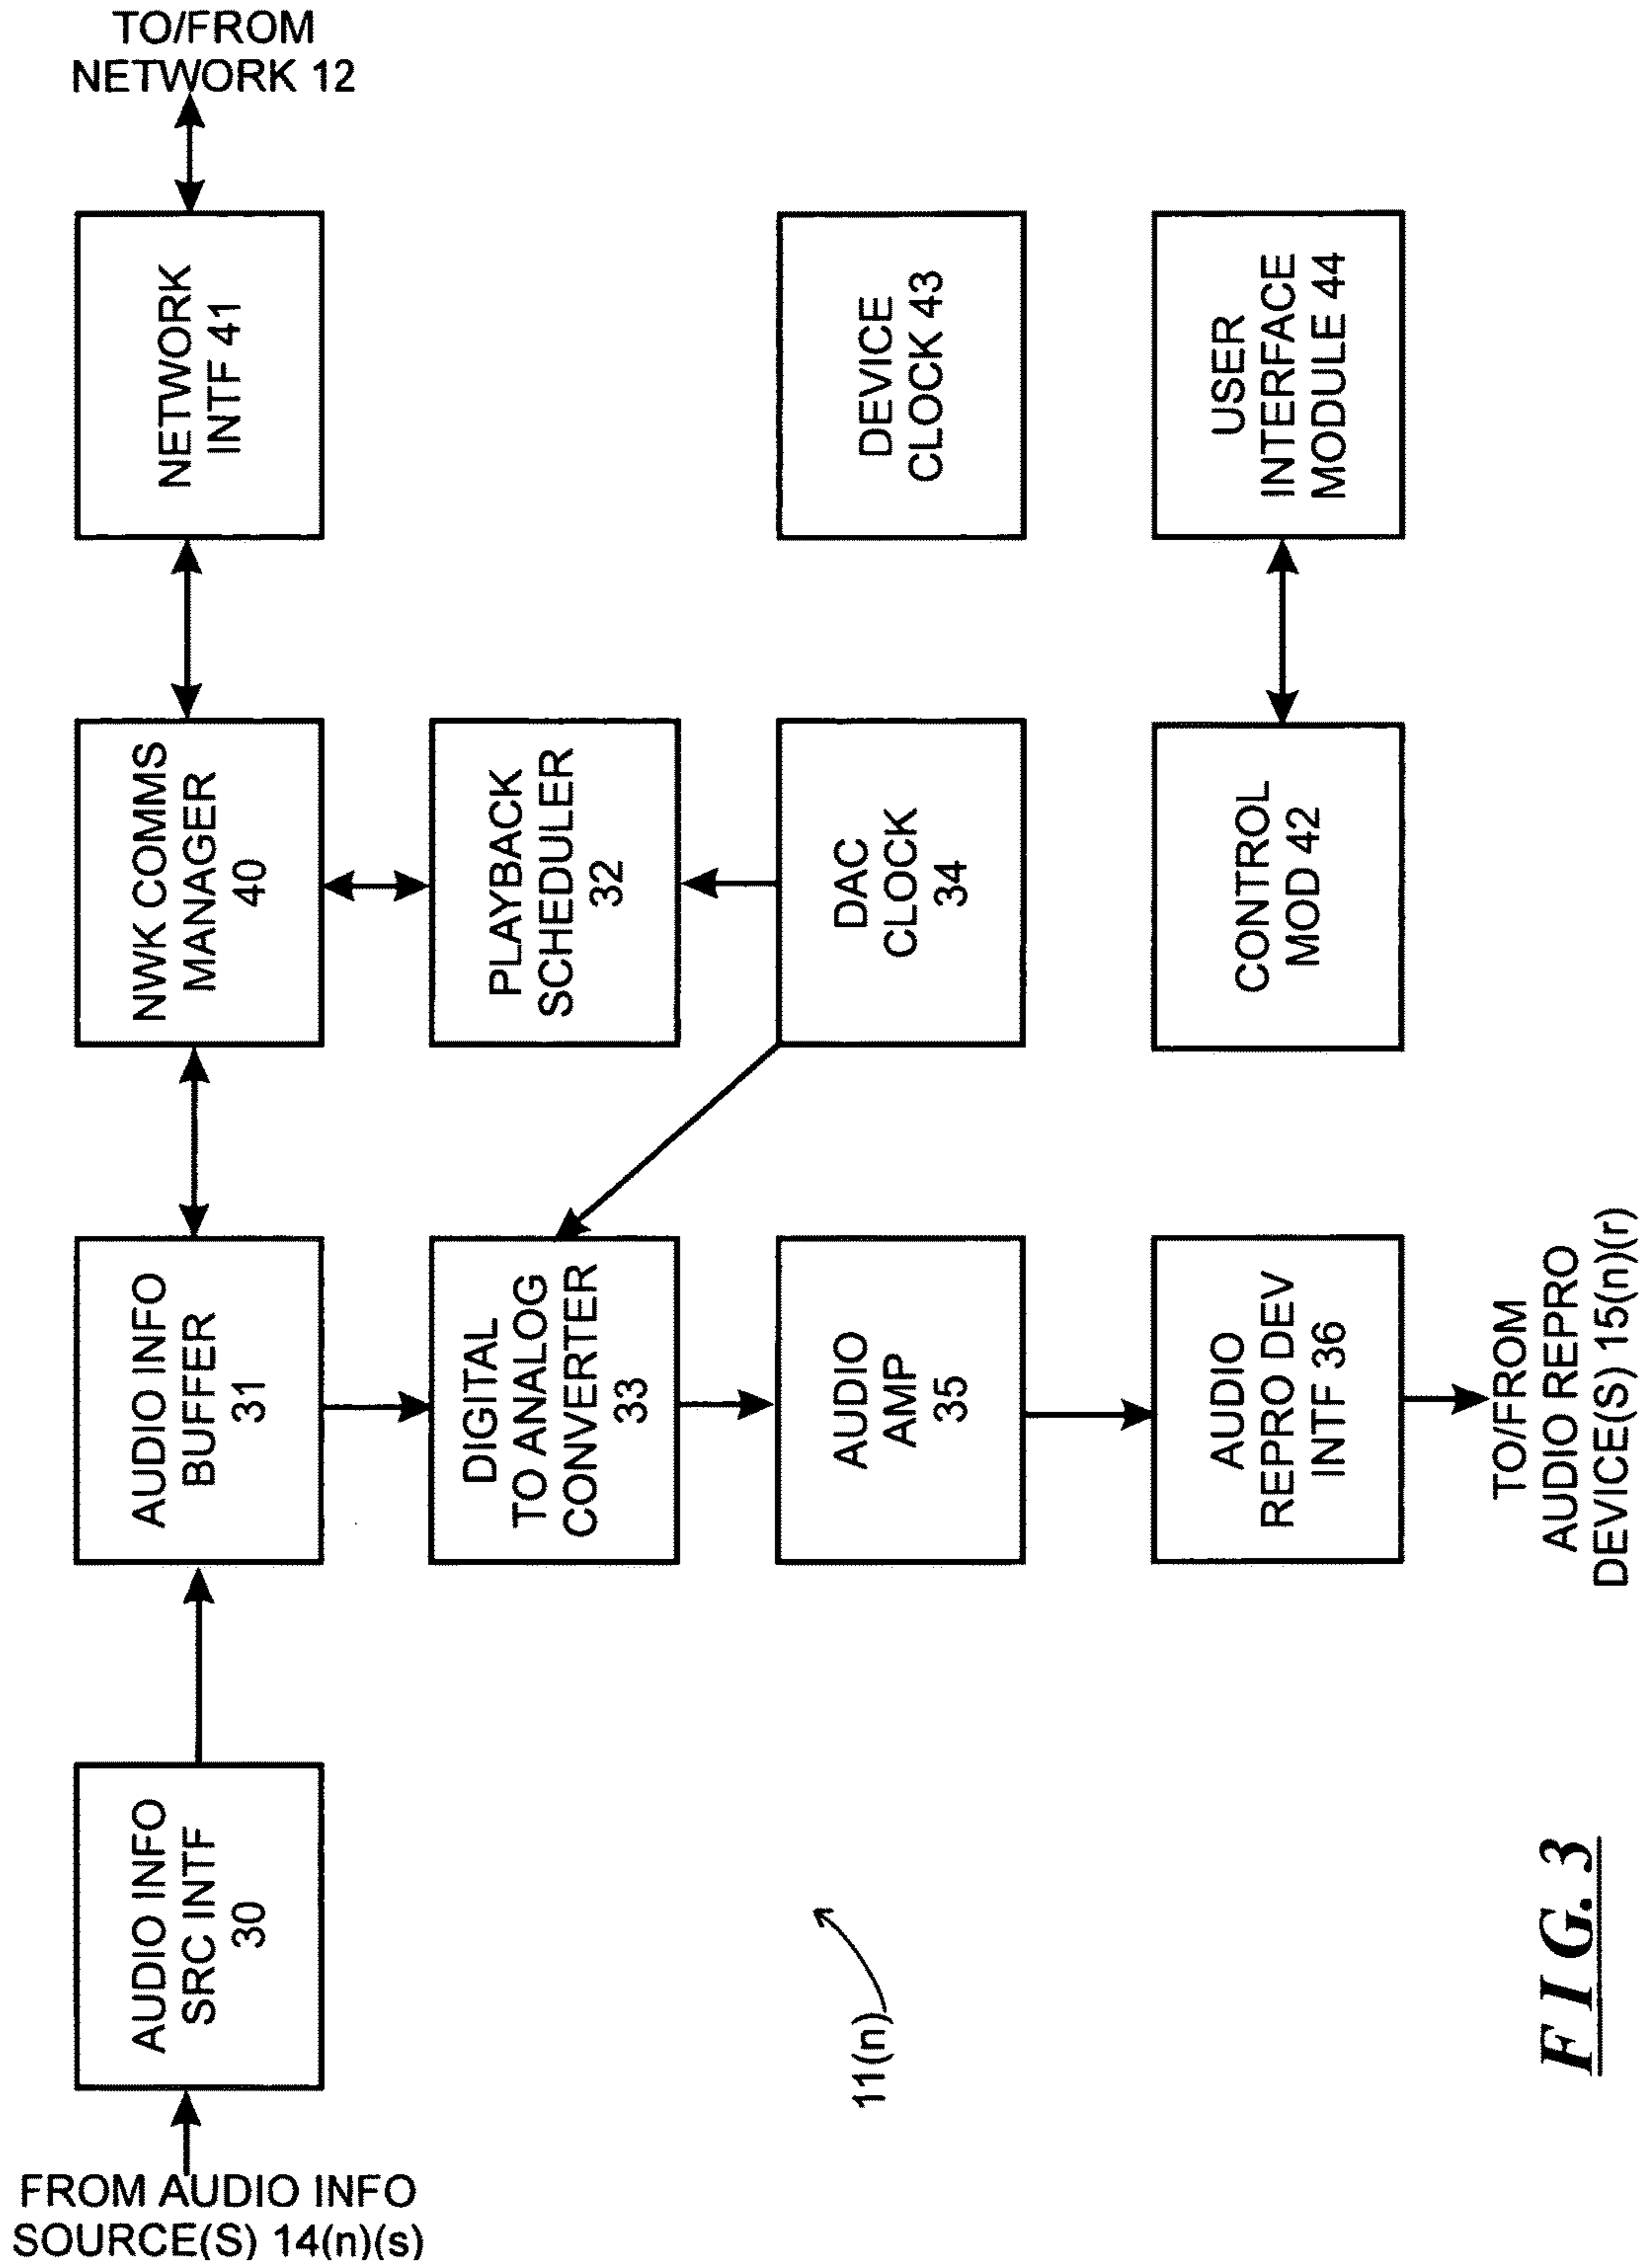 TO/FROM
NETWORK 12
FROM AUDIO INFO
SOURCE(S) 14(n)(s)
AUDIO INFO
SRC INTF
30
AUDIO INFO
BUFFER
31
NWK COMMS
MANAGER
40
NETWORK
INTF 41
DIGITAL
TO ANALOG
CONVERTER
33
PLAYBACK
SCHEDULER
32
AUDIO
AMP
35
DAC
CLOCK
34
DEVICE
CLOCK 43
11(n)
AUDIO
REPRO DEV
INTF 36
CONTROL
MOD 42
USER
INTERFACE
MODULE 44
TO/FROM
AUDIO REPRO
DEVICE(S) 15(n)(r)
FIG. 3